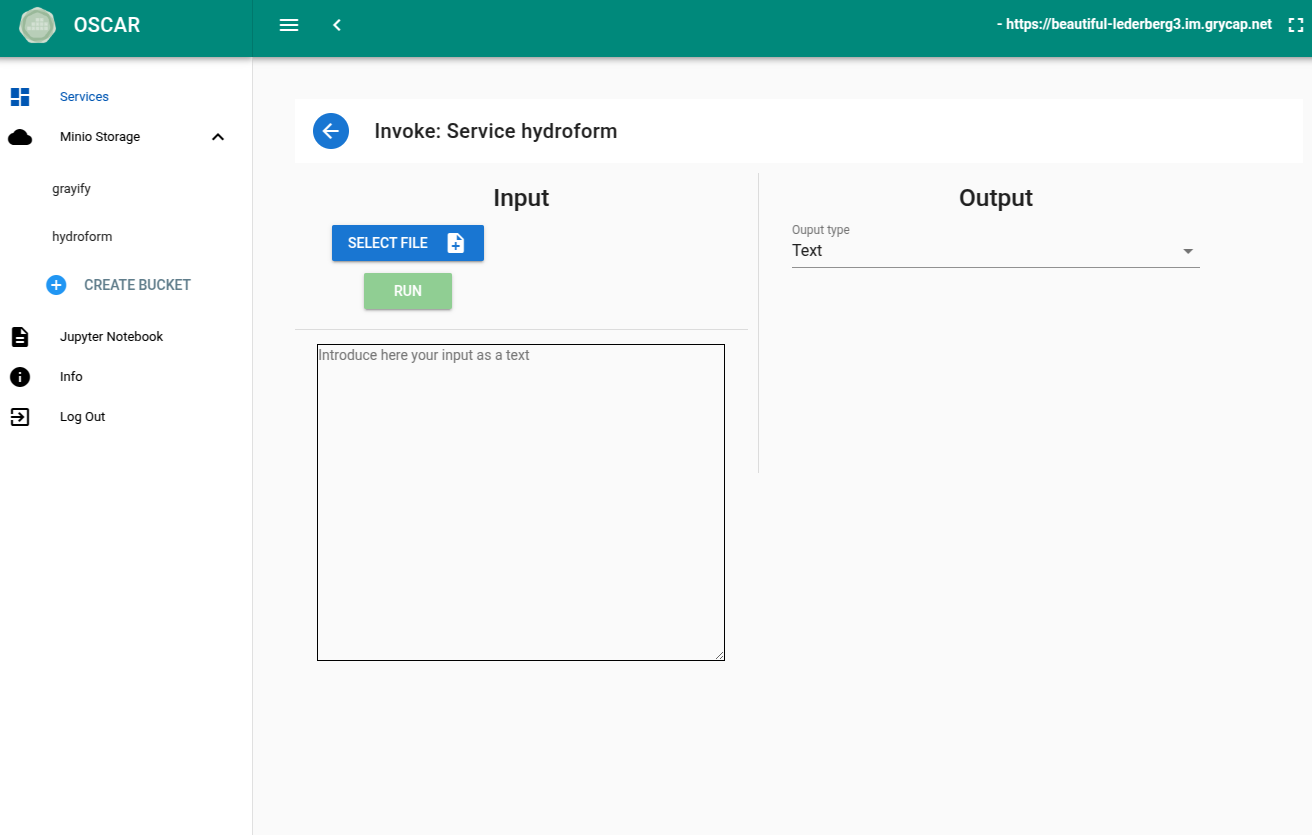 OSCAR
- https://beautiful-lederberg3.im.grycap.net
Services
Minio Storage
grayify
hydroform
CREATE BUCKET
Jupyter Notebook
Info
Log Out
Invoke: Service hydroform
Input
SELECT FILE
RUN
Introduce here your input as a text
Output
Ouput type
Text